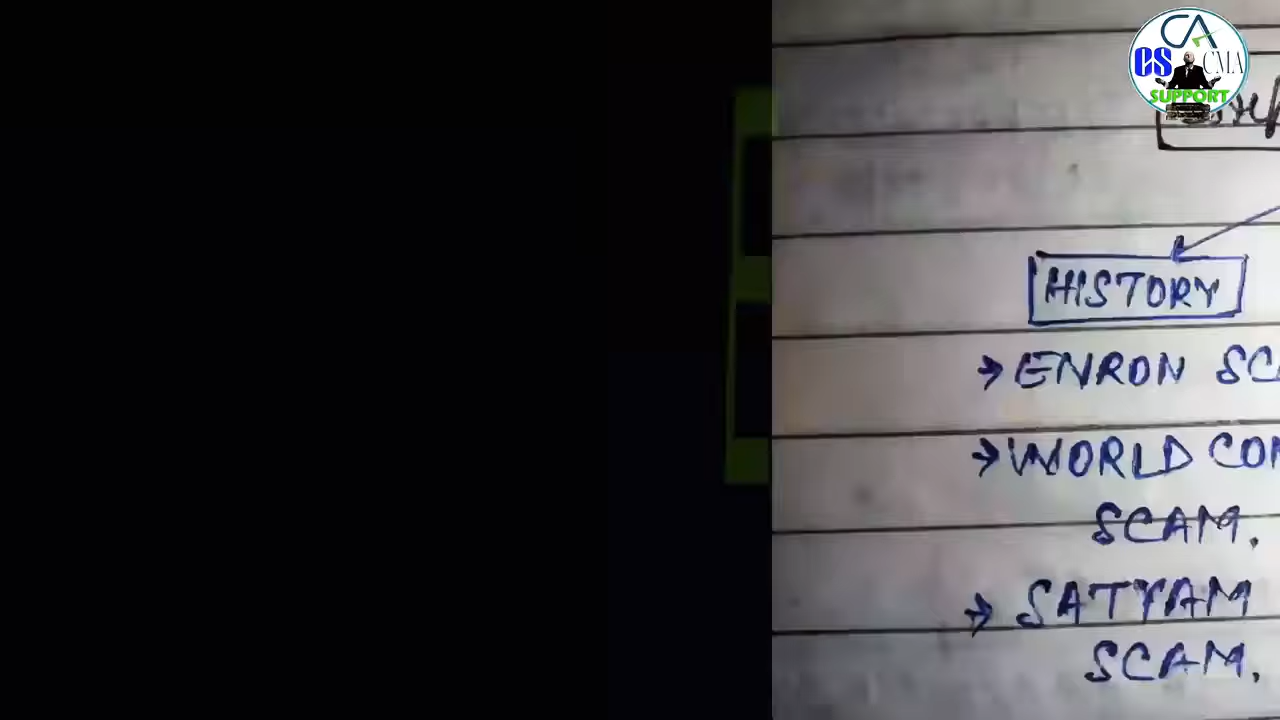 CA
CS CMA
SUPPORT
HISTORY
→ ENRON
→ WORLD
SCAM.
→ SATYAM
SCAM.